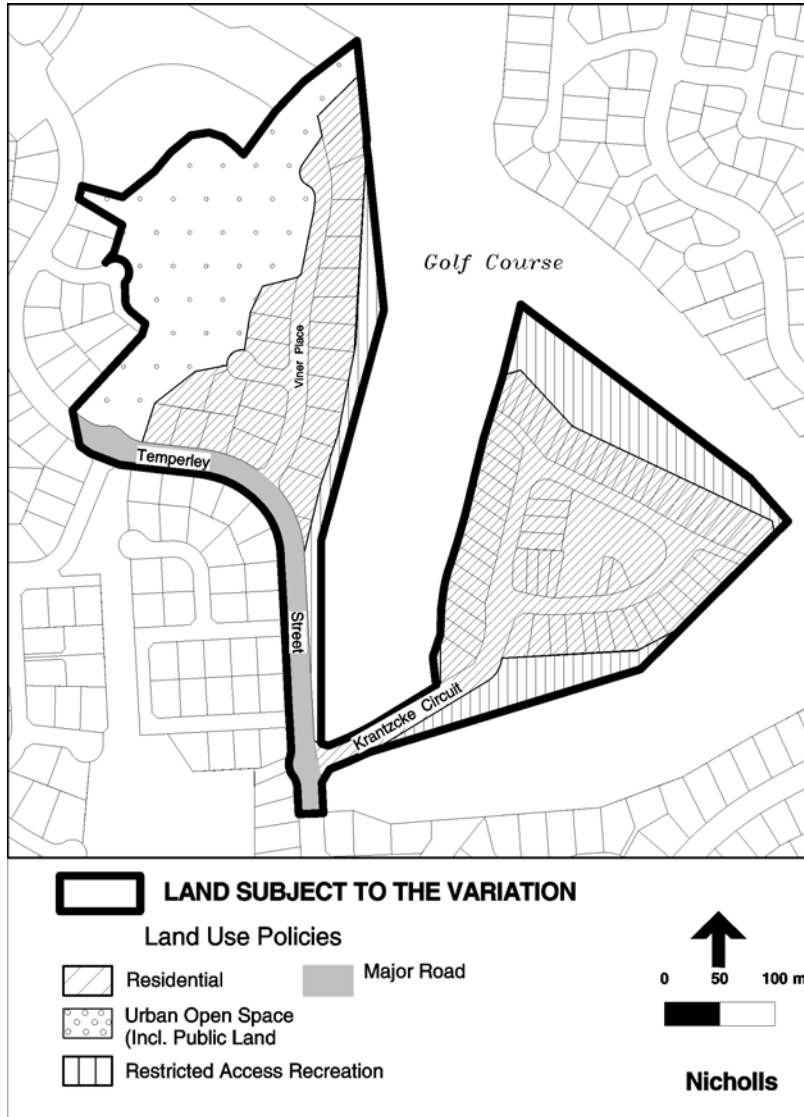 Golf Course
Viner Place
Temperley
Street
Krantzcke Circuit
LAND SUBJECT TO THE VARIATION
Land Use Policies
Residential
Major Road
Urban Open Space
(Incl. Public Land
Restricted Access Recreation
0 50 100 m
Nicholls